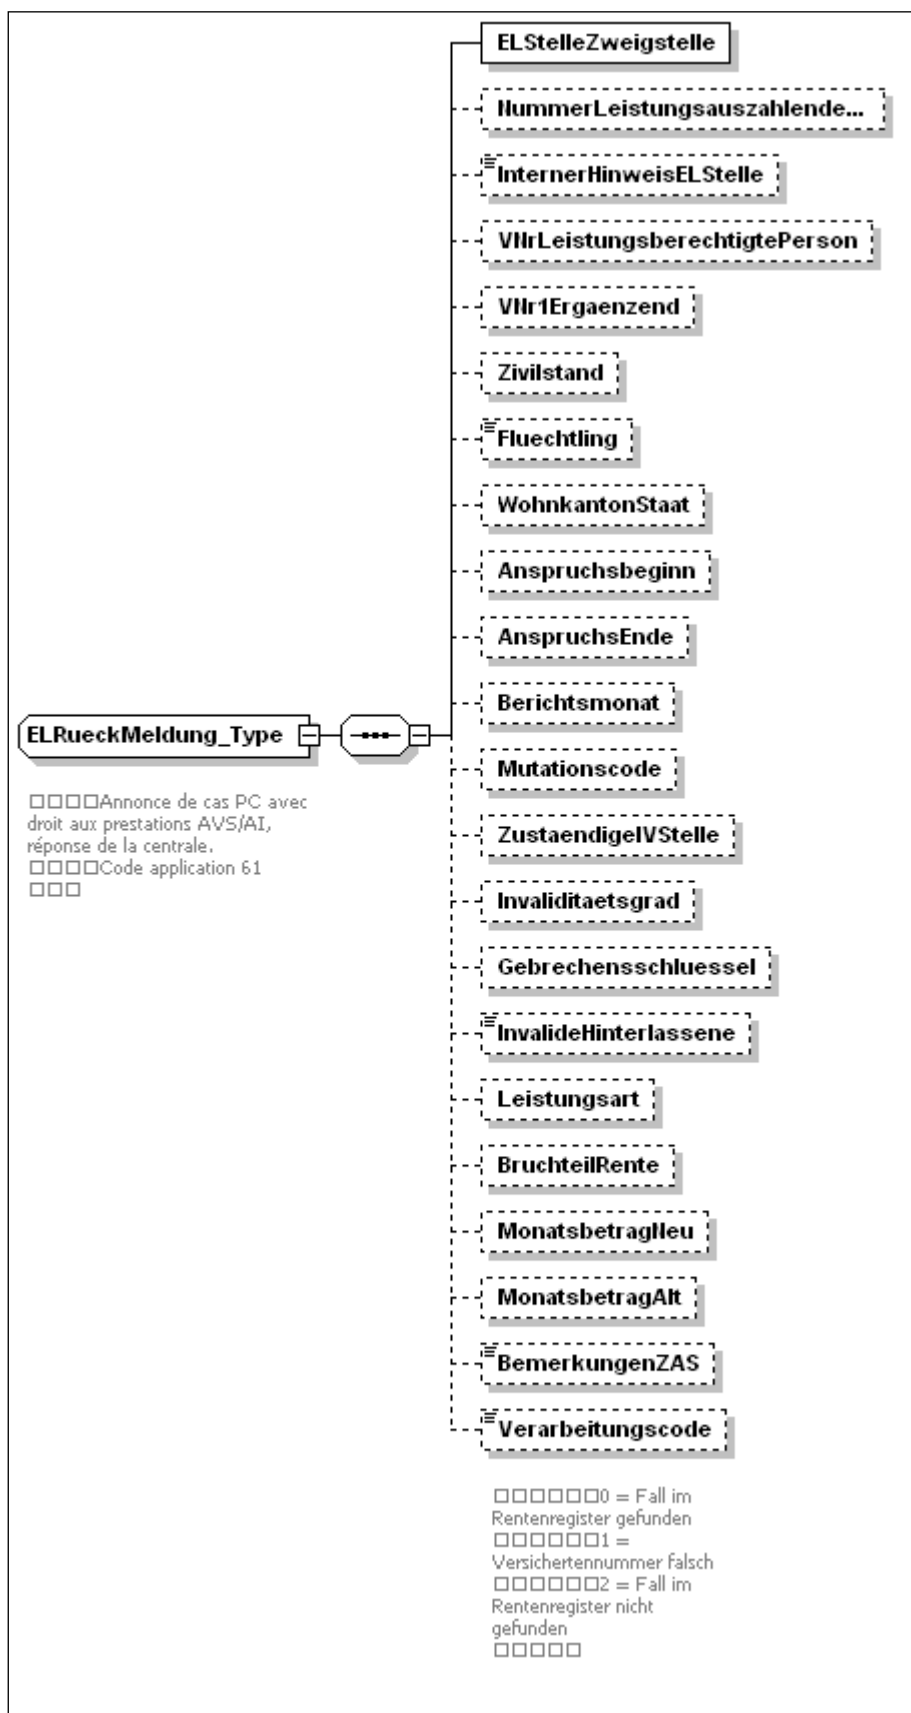 ELStelleZweigstelle
NummerLeistungsauszahlende...
InternerHinweisELStelle
VNrLeistungsberechtigtePerson
VNr1Ergaenzend
Zivilstand
Fluechtling
WohnkantonStaat
Anspruchsbeginn
AnspruchsEnde
Berichtsmonat
ELRueckMeldung_Type
Mutationscode
□□□□Annonce de cas PC avec
droit aux prestations AVS/AI,
réponse de la centrale.
□□□□Code application 61
□□□
ZustaendigeIVStelle
Invaliditaetsgrad
Gebrechensschluessel
InvalideHinterlassene
Leistungsart
BruchteilRente
MonatsbetragNeu
MonatsbetragAlt
BemerkungenZAS
Verarbeitungscode
□□□□□□0 = Fall im
Rentenregister gefunden
□□□□□□1 =
Versichertennummer falsch
□□□□□□2 = Fall im
Rentenregister nicht
gefunden
□□□□□